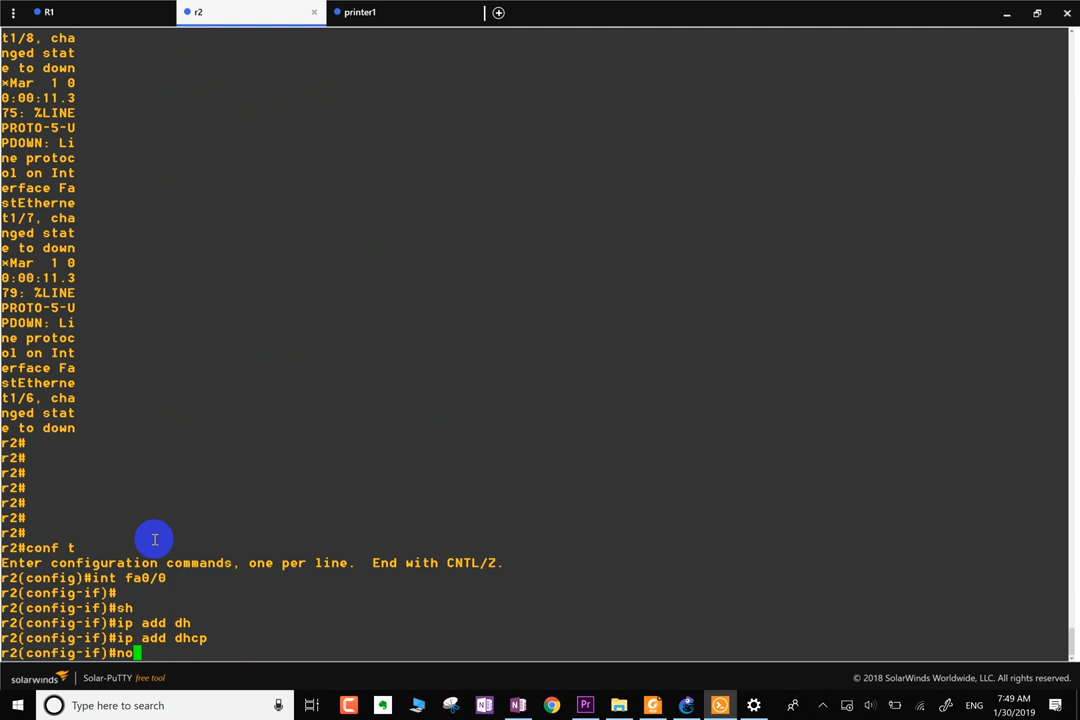 R1
r2
printer1
t1/8, cha
nged stat
e to down
*Mar  1 0
0:00:11.3
75: %LINE
PROTO-5-U
PDOWN: Li
ne protoc
ol on Int
erface Fa
stEtherne
t1/7, cha
nged stat
e to down
*Mar  1 0
0:00:11.3
79: %LINE
PROTO-5-U
PDOWN: Li
ne protoc
ol on Int
erface Fa
stEtherne
t1/6, cha
nged stat
e to down
r2#
r2#
r2#
r2#
r2#
r2#
r2#
r2#conf t
Enter configuration commands, one per line.  End with CNTL/Z.
r2(config)#int fa0/0
r2(config-if)#
r2(config-if)#sh
r2(config-if)#ip add dh
r2(config-if)#ip add dhcp
r2(config-if)#no
solarwinds Solar-PuTTY free tool
© 2018 SolarWinds Worldwide, LLC. All rights reserved.
Type here to search
Pr
ENG
7:49 AM
1/30/2019